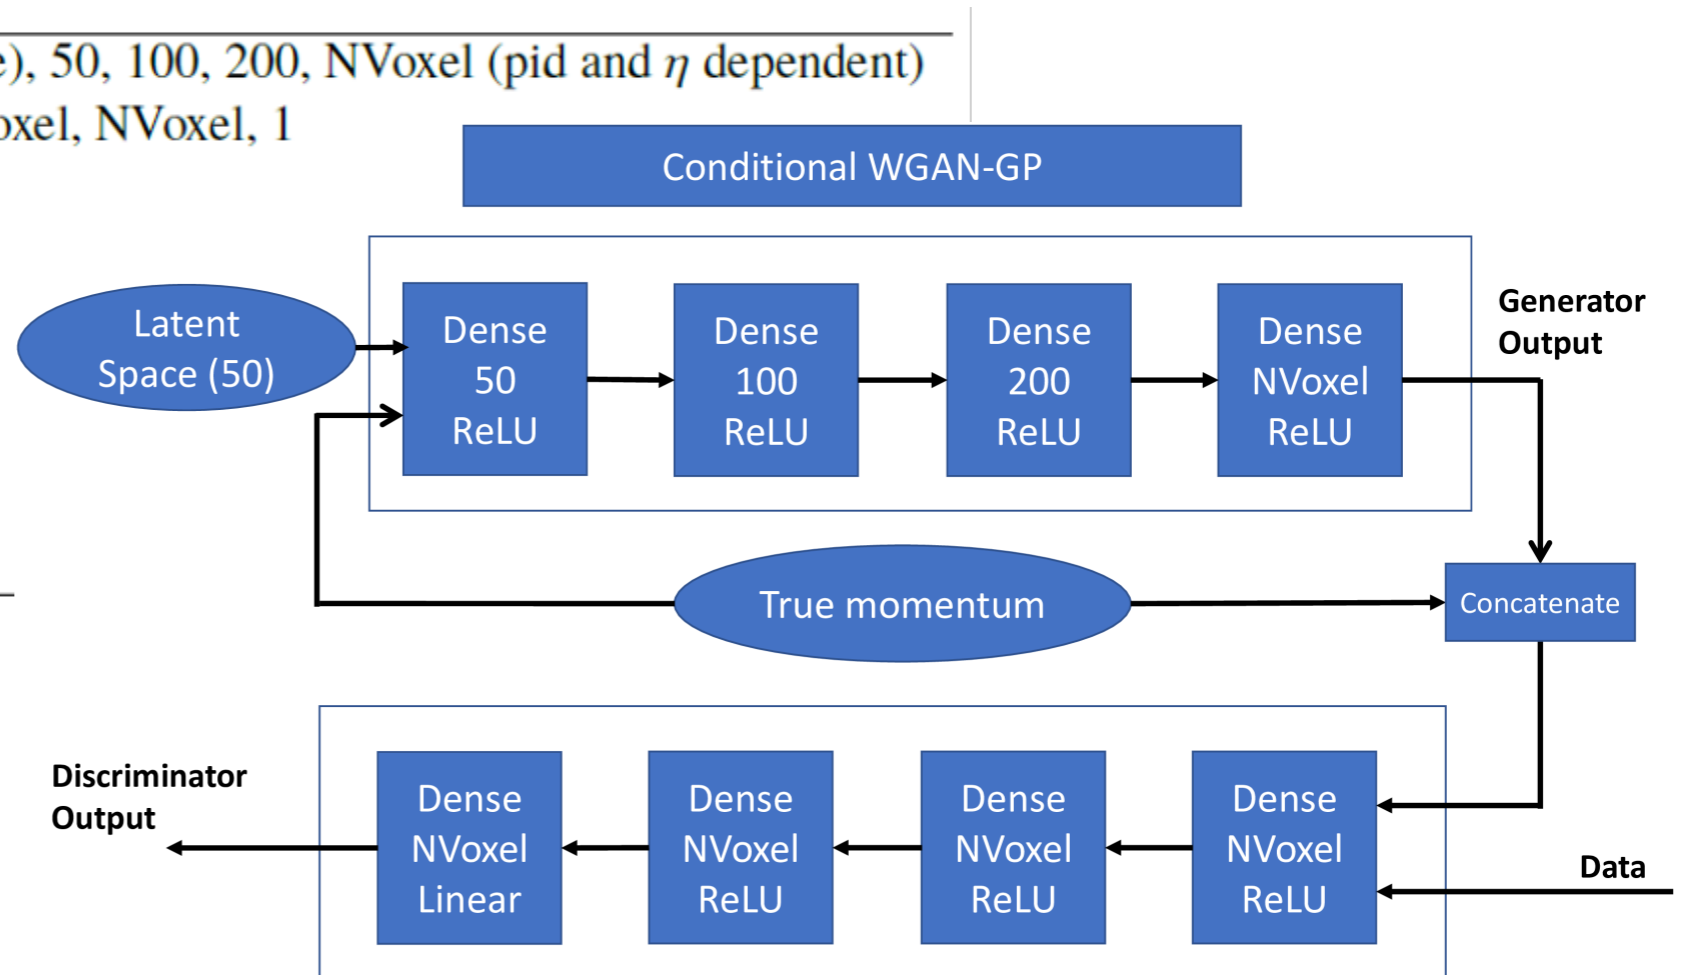 e), 50, 100, 200, NVoxel (pid and η dependent)
oxel, NVoxel, 1
Conditional WGAN-GP
Latent
Space (50)
Dense
50
ReLU
Dense
100
ReLU
Dense
200
ReLU
Dense
NVoxel
ReLU
Generator
Output
True momentum
Concatenate
Discriminator
Output
Dense
NVoxel
Linear
Dense
NVoxel
ReLU
Dense
NVoxel
ReLU
Dense
NVoxel
ReLU
Data